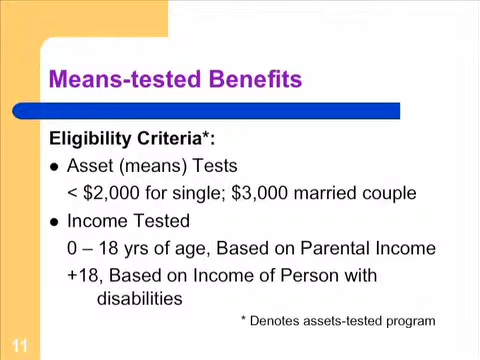 Means-tested Benefits
Eligibility Criteria*:
● Asset (means) Tests
< $2,000 for single; $3,000 married couple
● Income Tested
0 – 18 yrs of age, Based on Parental Income
+18, Based on Income of Person with
disabilities
* Denotes assets-tested program
11